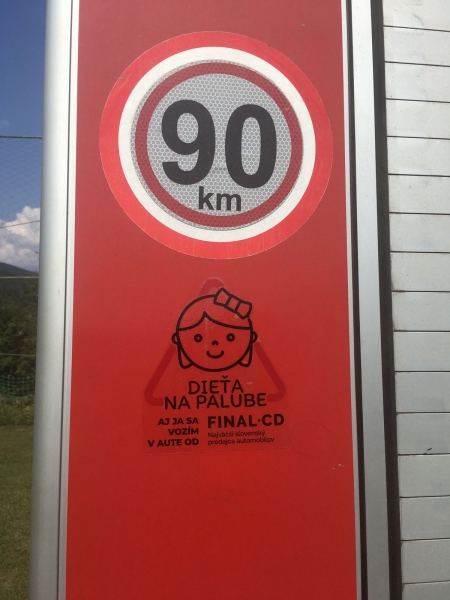 90
km
DIEŤA
NA PALUBE
AJ JA SA
VOZÍM
V AUTE OD
FINAL-CD
Najväčší slovenský
predajca automobilov